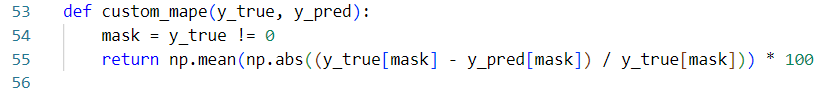 53 def custom_mape(y_true, y_pred):
54     mask = y_true != 0
55     return np.mean(np.abs((y_true[mask] - y_pred[mask]) / y_true[mask])) * 100
56